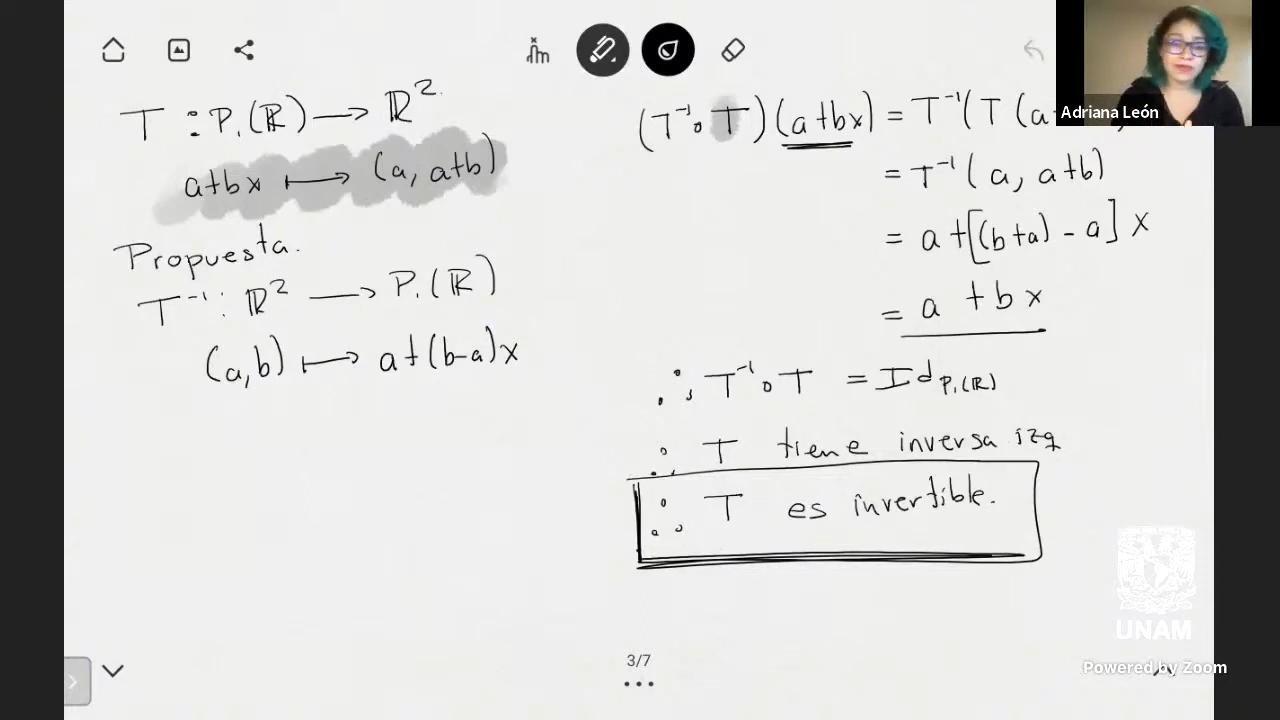 T : P₁(ℝ) ⟶ ℝ²
a+bx ⟼ (a, a+b)
Propuesta.
T⁻¹ : ℝ² ⟶ P₁(ℝ)
(a,b) ⟼ a+(b-a)x
(T⁻¹∘T)(a+bx) = T⁻¹(T(a
= T⁻¹(a, a+b)
= a+[(b+a)-a]x
= a +bx
∴ T⁻¹∘T = Id P₁(ℝ)
∴ T tiene inversa izq
∴ T es invertible.
Adriana León
UNAM
3/7
Powered by Zoom